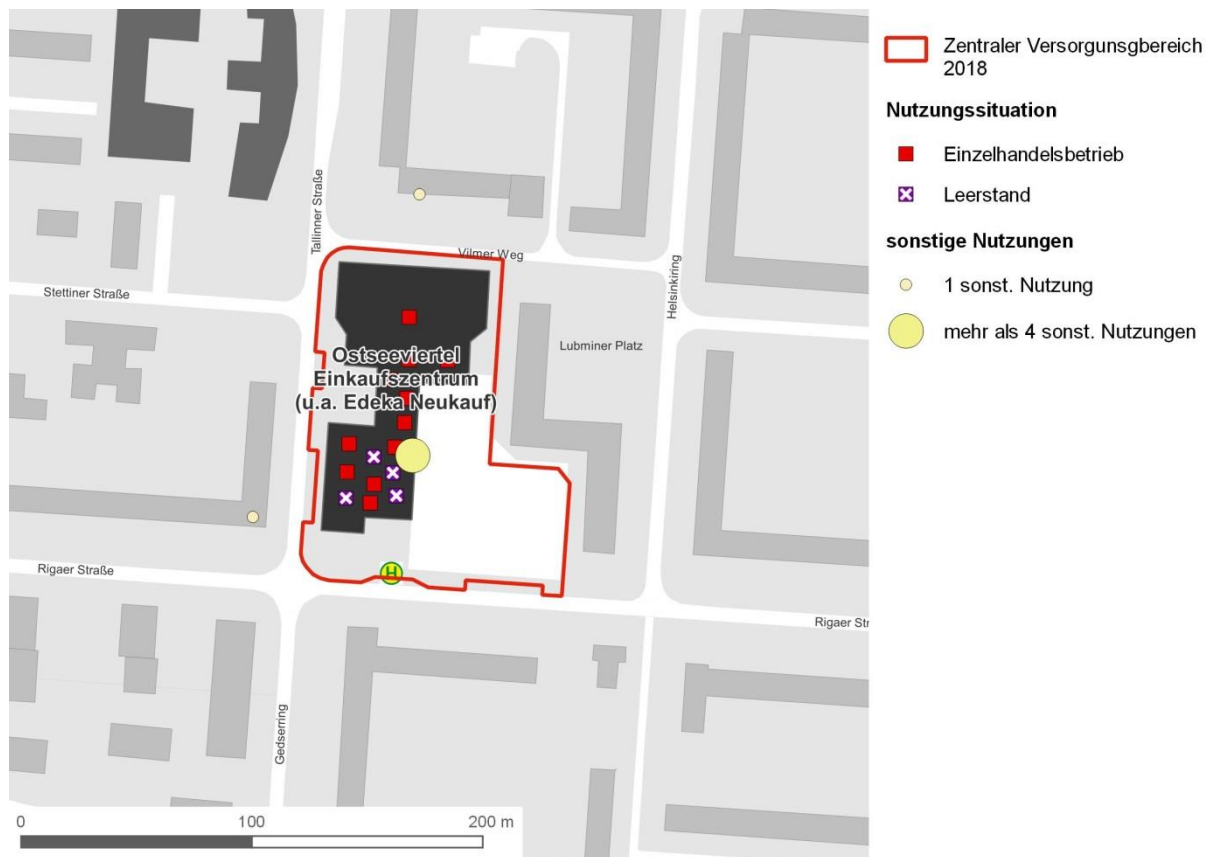 Zentraler Versorgunsgbereich
2018
Nutzungssituation
Einzelhandelsbetrieb
Leerstand
sonstige Nutzungen
1 sonst. Nutzung
mehr als 4 sonst. Nutzungen
Tallinner Straße
Vilmer Weg
Stettiner Straße
Helsinkiring
Lubminer Platz
Ostseeviertel
Einkaufszentrum
(u.a. Edeka Neukauf)
H
Rigaer Straße
Rigaer Str
Gedserring
0 100 200 m